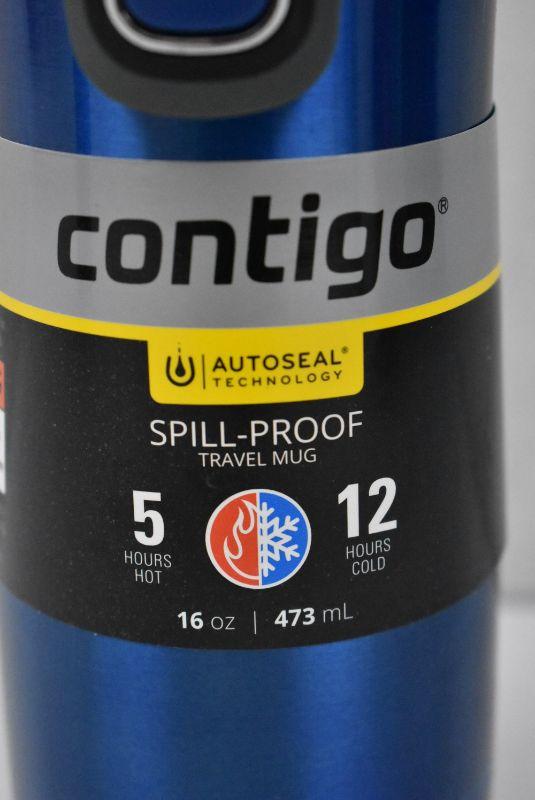 contigo®
AUTOSEAL®
TECHNOLOGY
SPILL-PROOF
TRAVEL MUG
5 12
HOURS HOURS
HOT COLD
16 oz | 473 mL